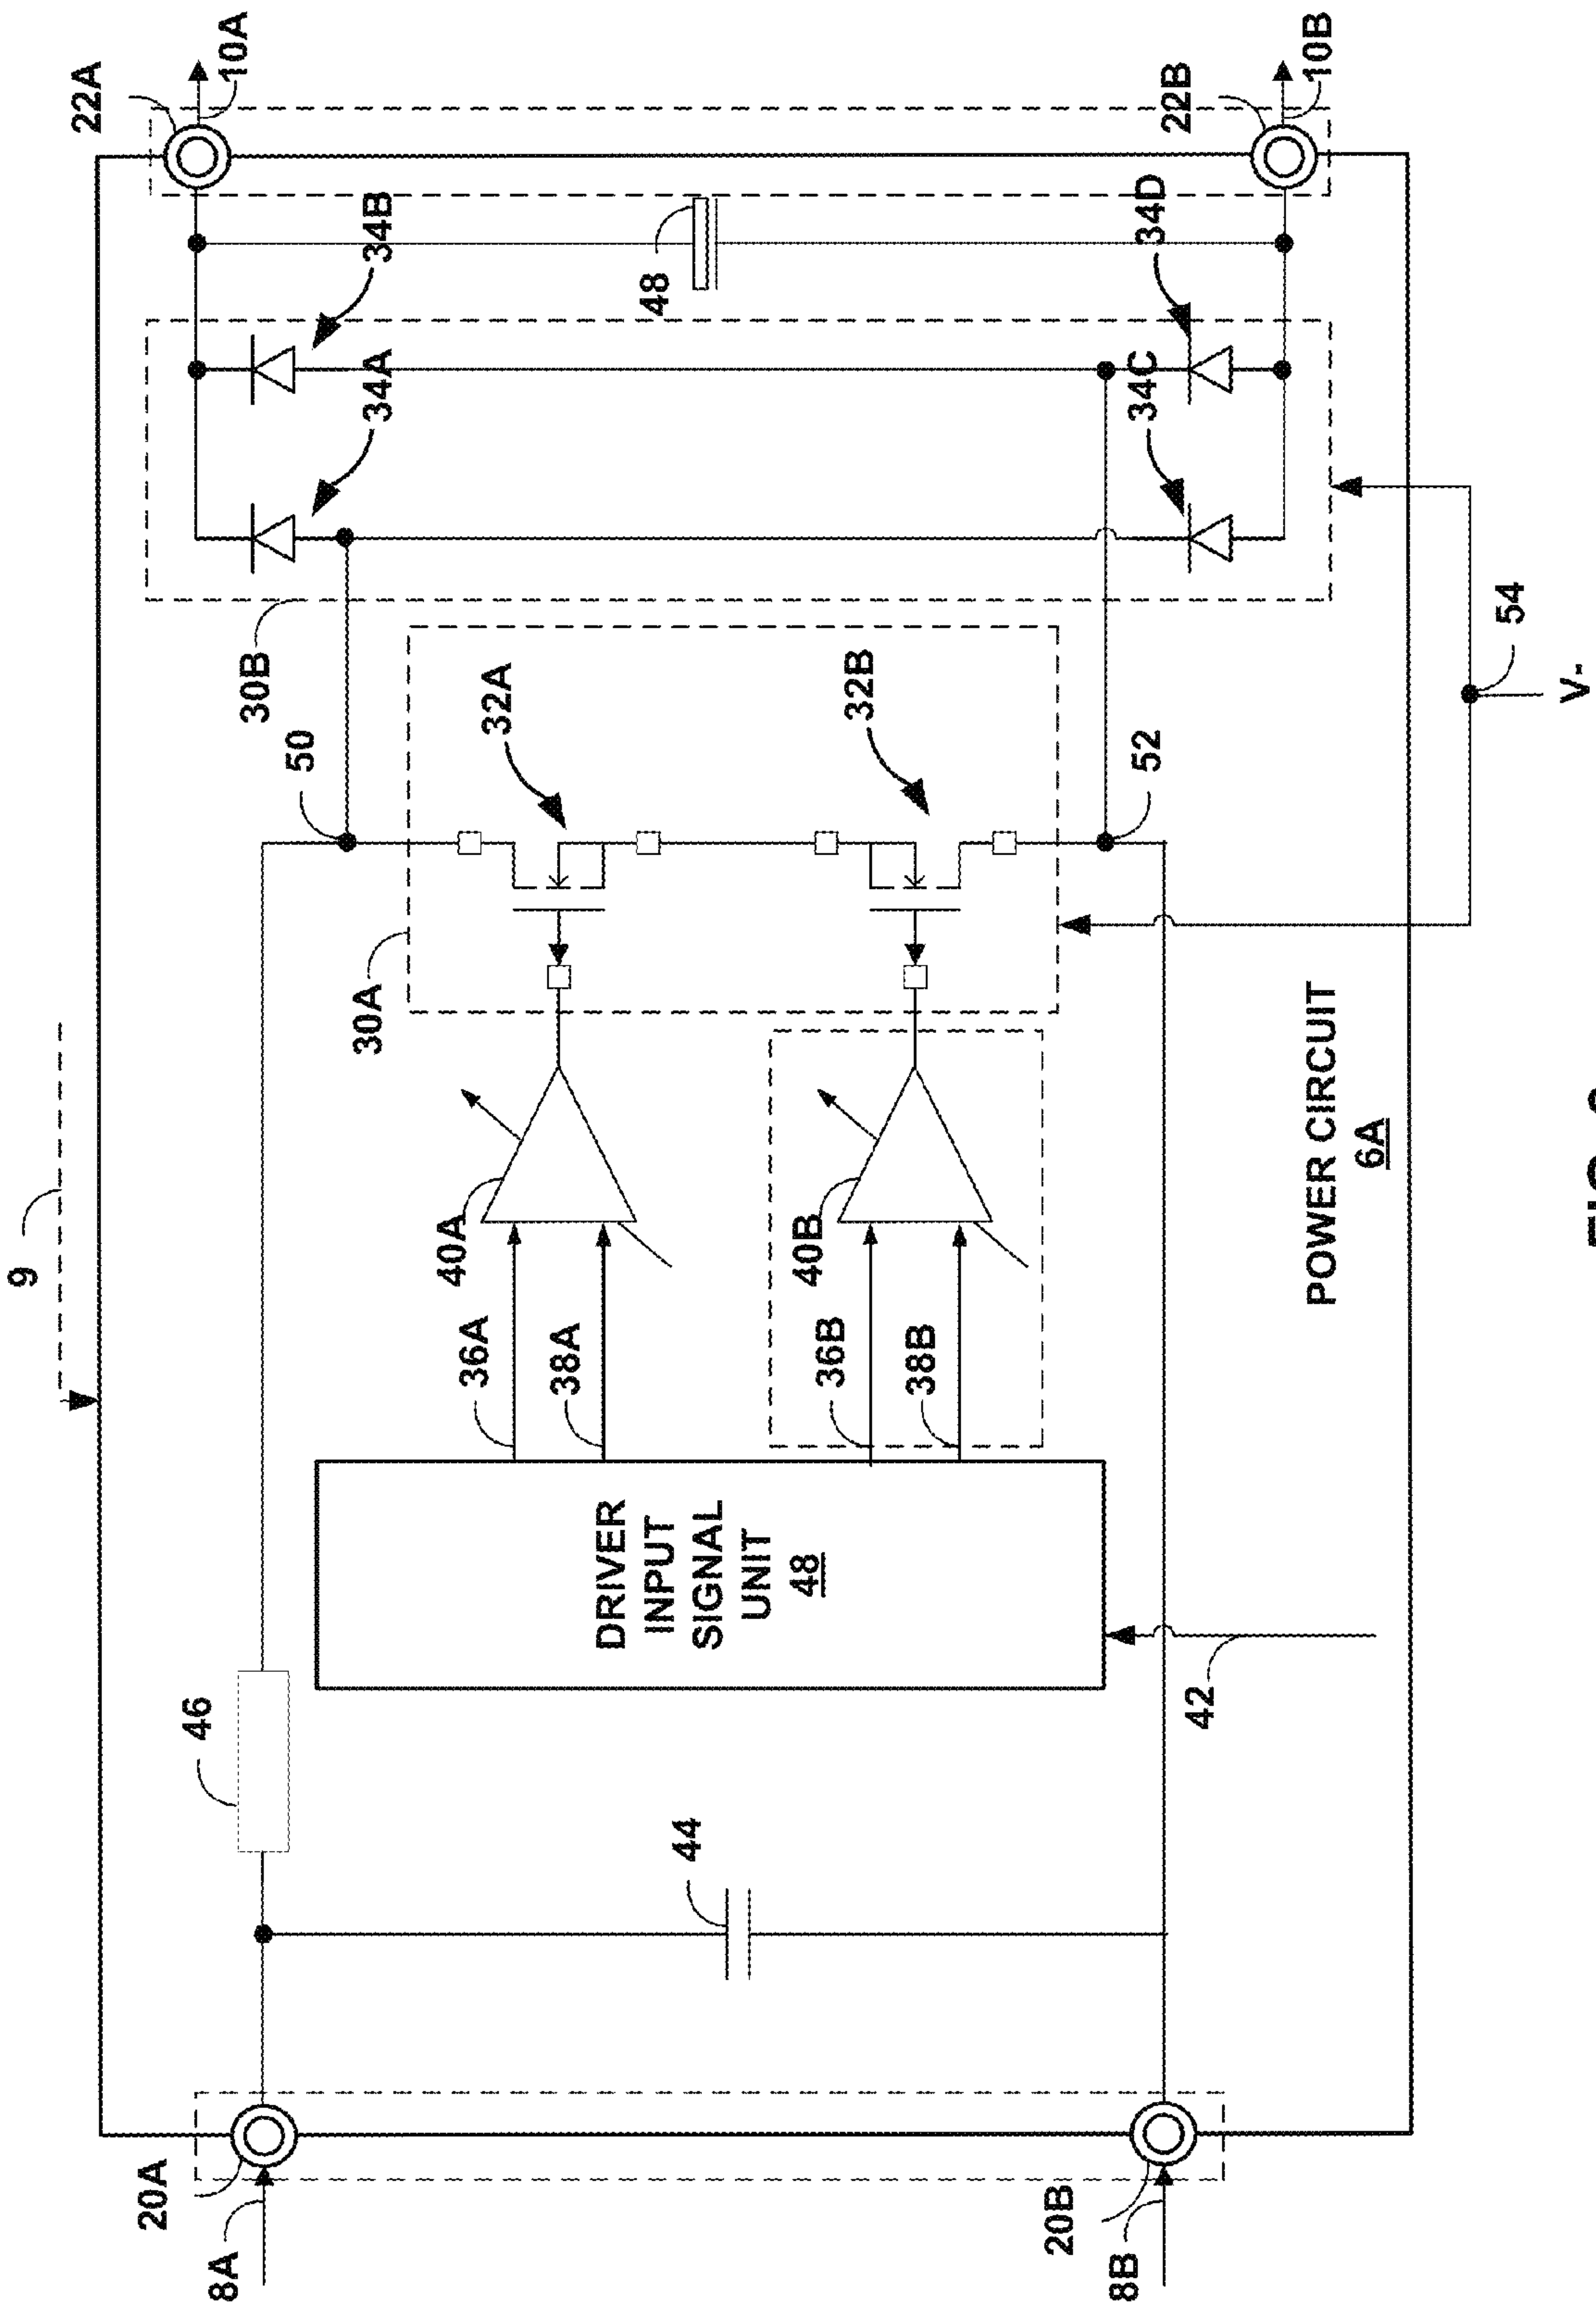 9
22A
10A
20A
8A
46
50
30B
34A
34B
30A
32A
36A
38A
40A
44
48
DRIVER
INPUT
SIGNAL
UNIT
48
36B
38B
40B
32B
34C
34D
22B
10B
20B
8B
42
52
54
V-
POWER CIRCUIT
6A